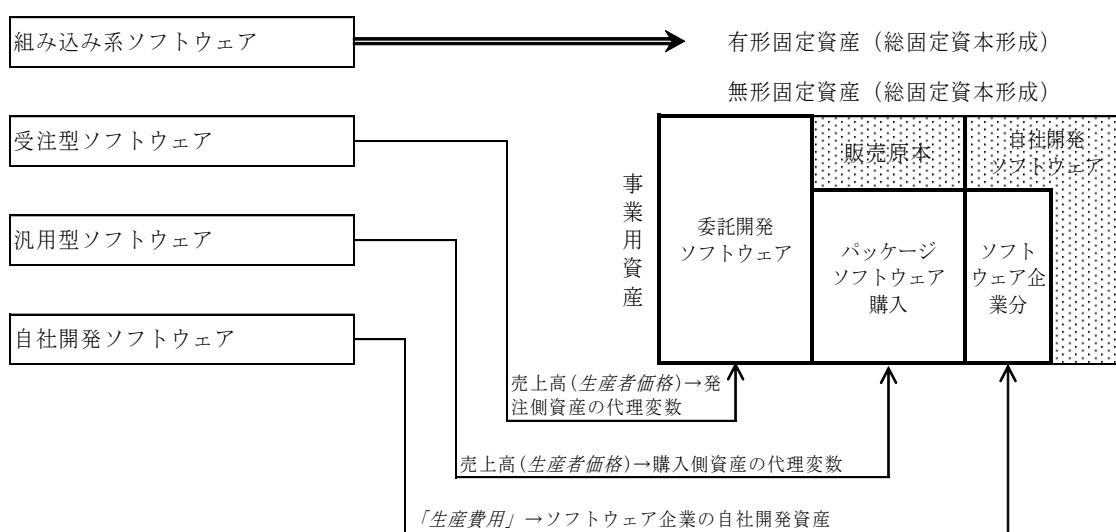 組み込み系ソフトウェア
有形固定資産（総固定資本形成）
無形固定資産（総固定資本形成）
受注型ソフトウェア
汎用型ソフトウェア
自社開発ソフトウェア
事業用資産
委託開発
ソフトウェア
販売原本
パッケージ
ソフトウェア
購入
自社開発
ソフトウェア
ソフト
ウェア企
業分
売上高(生産者価格)→発
注側資産の代理変数
売上高(生産者価格)→購入側資産の代理変数
「生産費用」→ソフトウェア企業の自社開発資産